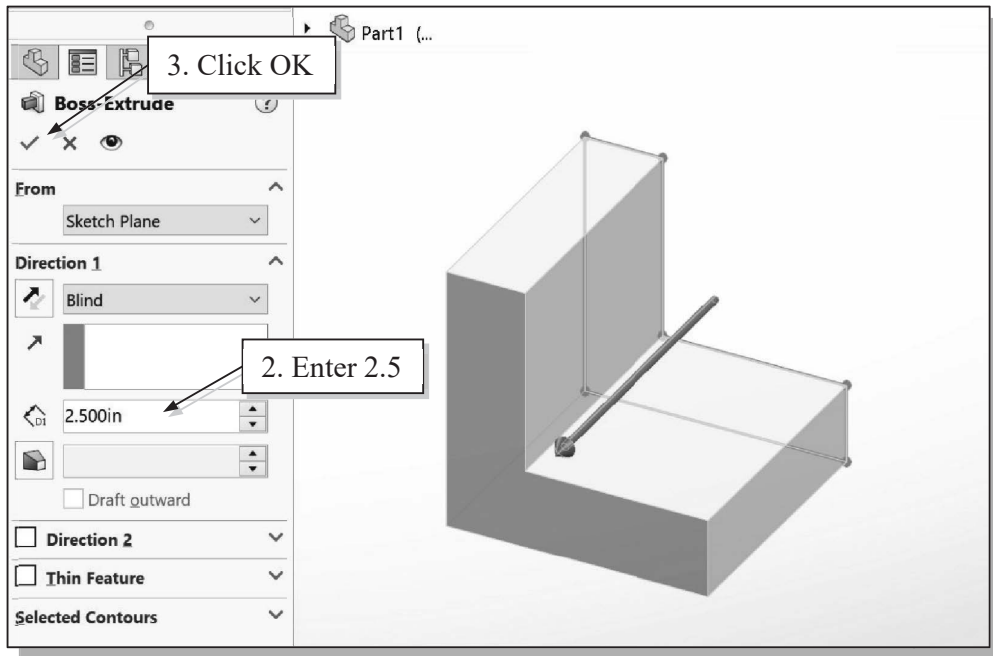 Part1 (...
3. Click OK
Boss-Extrude
?
From
Sketch Plane
Direction 1
Blind
2. Enter 2.5
D1
2.500in
Draft outward
Direction 2
Thin Feature
Selected Contours